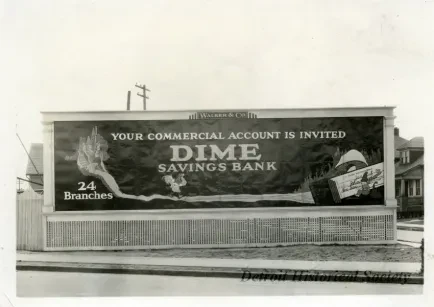 WALKER & CO.
YOUR COMMERCIAL ACCOUNT IS INVITED
DIME
SAVINGS BANK
24
Branches
Detroit Historical Society